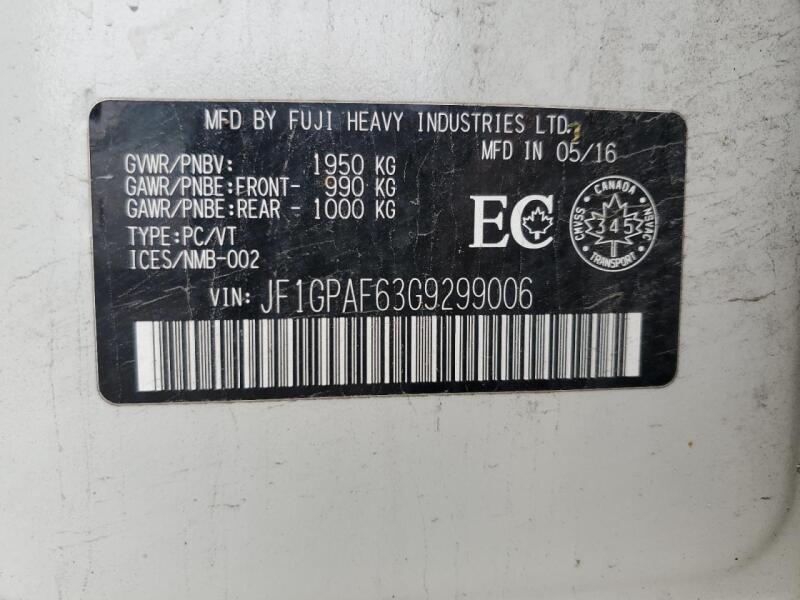 MFD BY FUJI HEAVY INDUSTRIES LTD.
MFD IN 05/16
GVWR/PNBV: 1950 KG
GAWR/PNBE:FRONT- 990 KG
GAWR/PNBE:REAR - 1000 KG
TYPE:PC/VT
ICES/NMB-002
EC
CANADA
CMVSS 345 NSVAC
TRANSPORT
VIN: JF1GPAF63G9299006